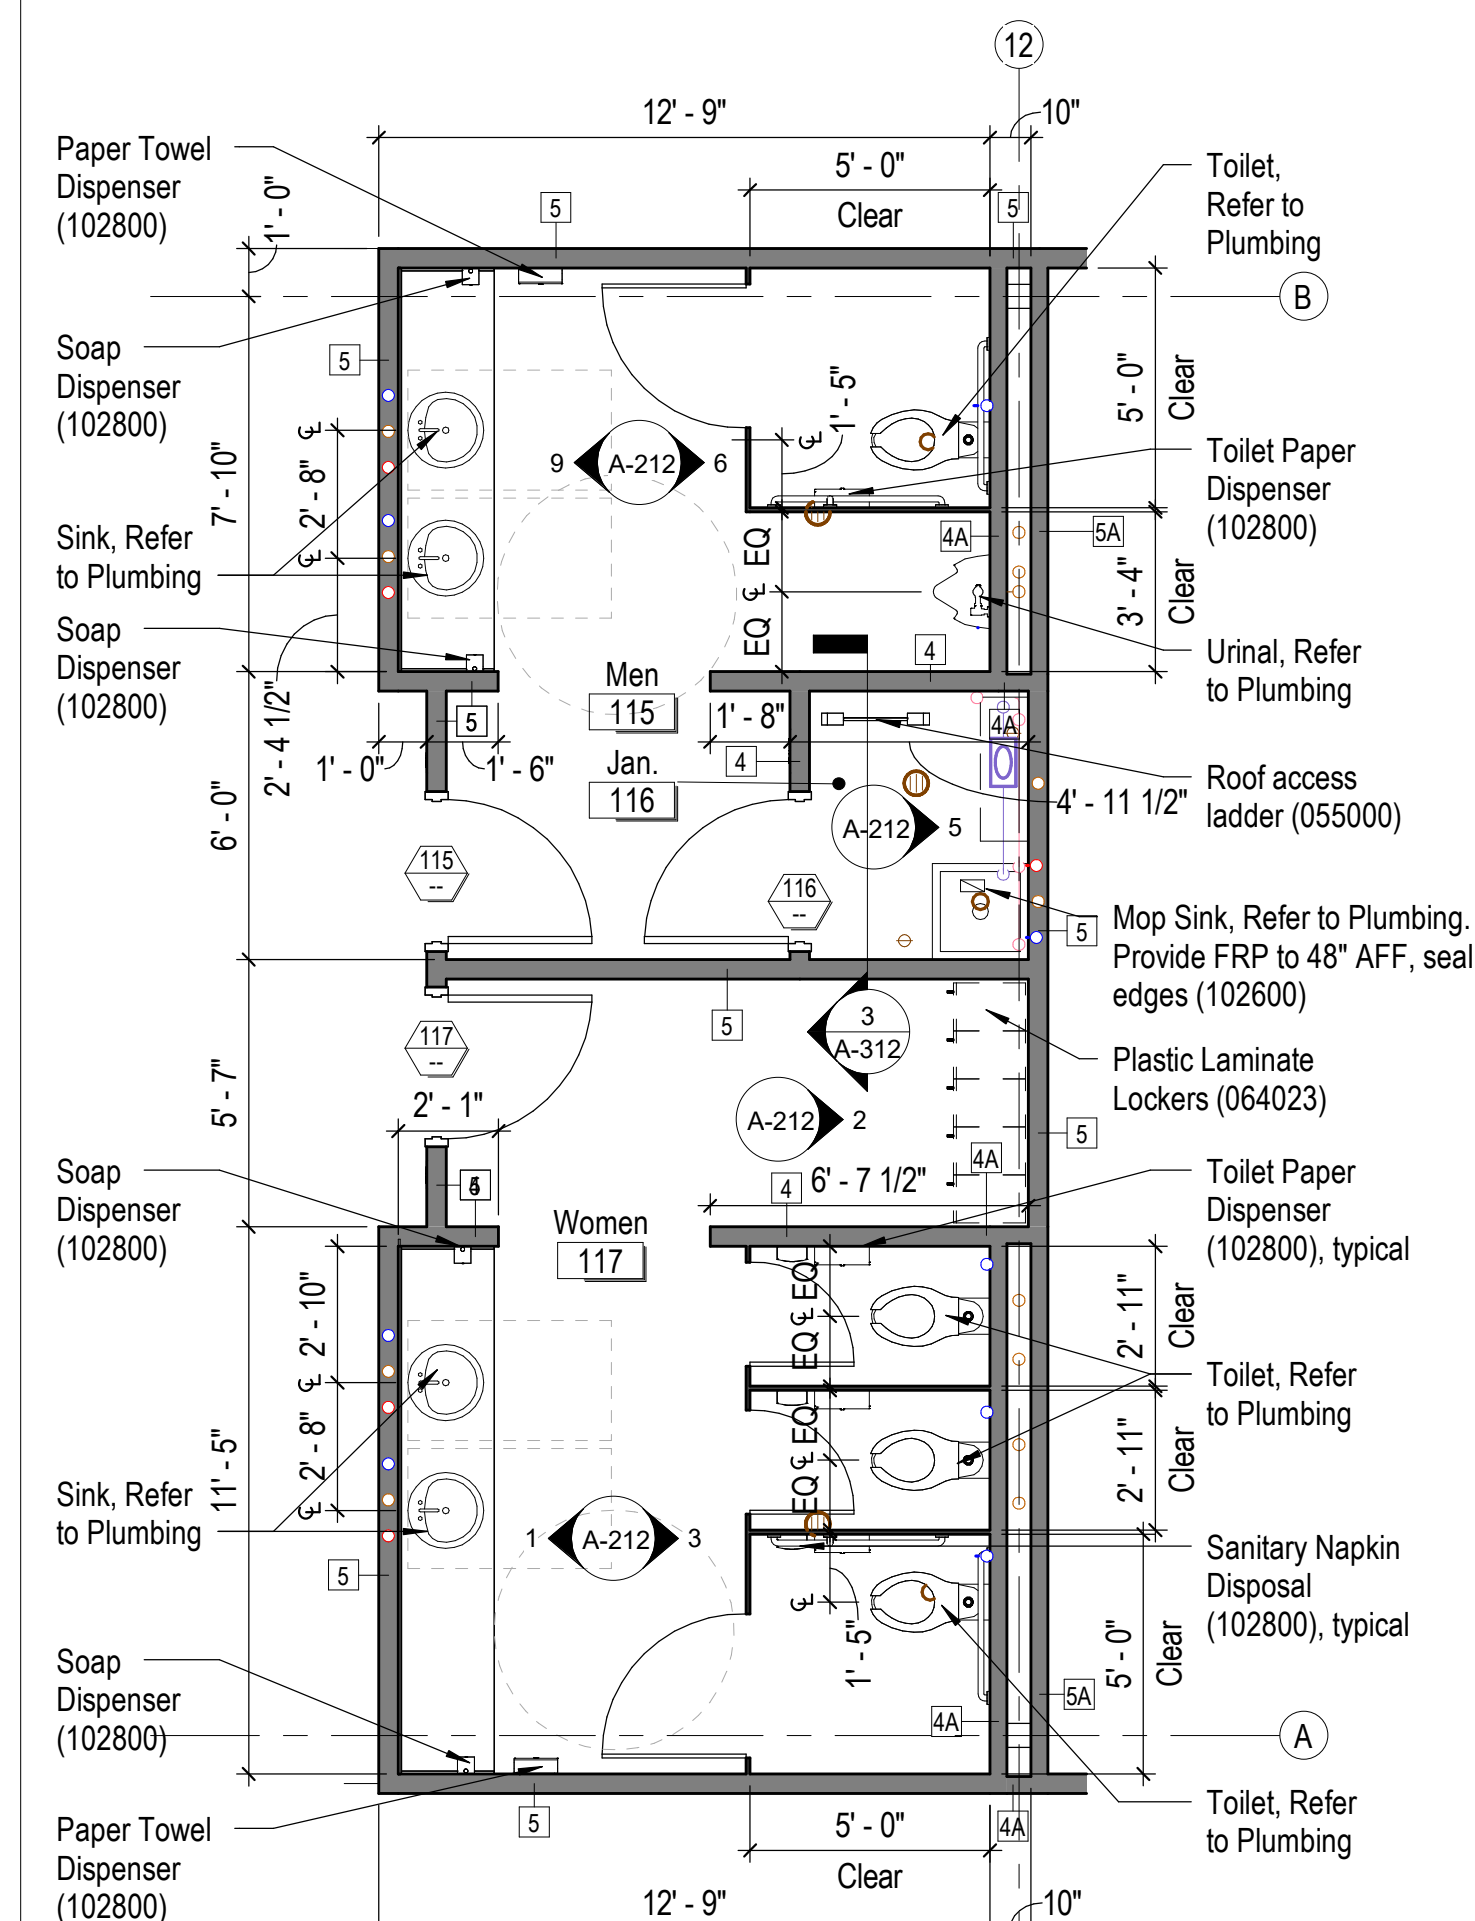 12
12' - 9"
10"
5' - 0"
Clear
Paper Towel
Dispenser
(102800)
1' - 0"
5
5
Toilet,
Refer to
Plumbing
B
Soap
Dispenser
(102800)
5
7' - 10"
2' - 8"
1' - 5"
5' - 0"
Clear
9
A-212
6
Toilet Paper
Dispenser
(102800)
Sink, Refer
to Plumbing
EQ
EQ
4A
5A
3' - 4"
Clear
Soap
Dispenser
(102800)
2' - 4 1/2"
4
Urinal, Refer
to Plumbing
Men
115
5
1' - 0"
1' - 6"
1' - 8"
4A
4
Jan.
116
6' - 0"
A-212
5
4' - 11 1/2"
Roof access
ladder (055000)
115
--
116
--
5
Mop Sink, Refer to Plumbing.
Provide FRP to 48" AFF, seal
edges (102600)
5
3
A-312
117
--
5' - 7"
2' - 1"
A-212
2
Plastic Laminate
Lockers (064023)
5
4A
6' - 7 1/2"
4
Soap
Dispenser
(102800)
Women
117
Toilet Paper
Dispenser
(102800), typical
2' - 10"
EQ
EQ
2' - 11"
Clear
Toilet, Refer
to Plumbing
2' - 8"
11' - 5"
EQ
EQ
2' - 11"
Clear
Sink, Refer
to Plumbing
1
A-212
3
5
Sanitary Napkin
Disposal
(102800), typical
1' - 5"
5' - 0"
Clear
Soap
Dispenser
(102800)
4A
5A
A
5
4A
Toilet, Refer
to Plumbing
Paper Towel
Dispenser
(102800)
5' - 0"
Clear
12' - 9"
10"